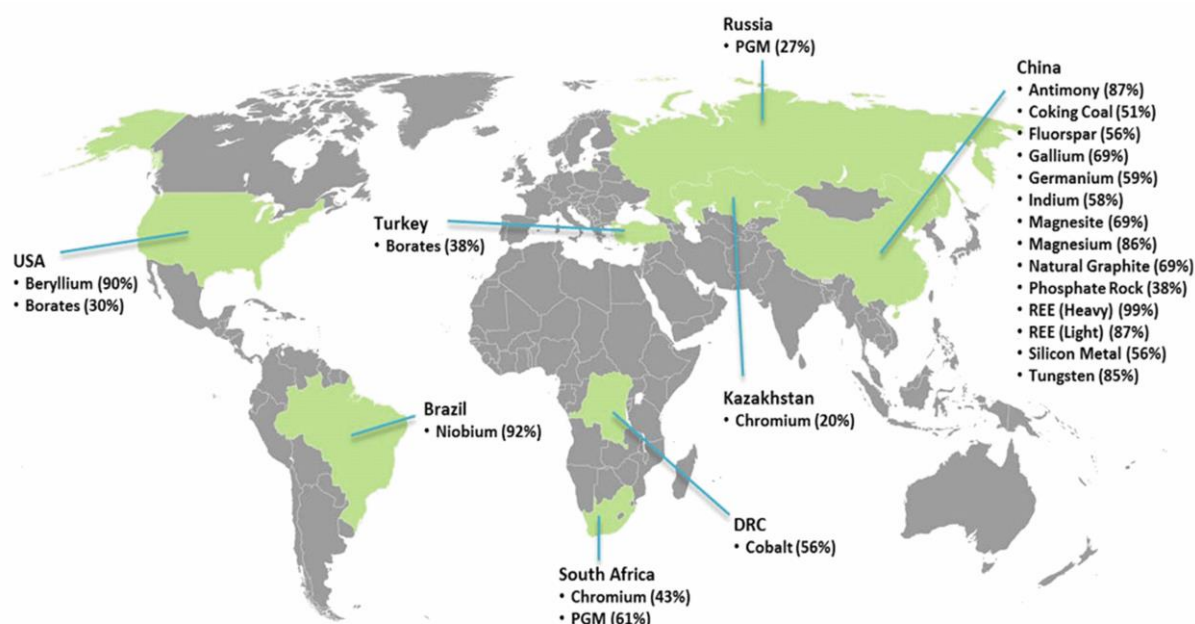 Russia
• PGM (27%)
China
• Antimony (87%)
• Coking Coal (51%)
• Fluorspar (56%)
• Gallium (69%)
• Germanium (59%)
• Indium (58%)
• Magnesite (69%)
• Magnesium (86%)
• Natural Graphite (69%)
• Phosphate Rock (38%)
• REE (Heavy) (99%)
• REE (Light) (87%)
• Silicon Metal (56%)
• Tungsten (85%)
Turkey
• Borates (38%)
USA
• Beryllium (90%)
• Borates (30%)
Kazakhstan
• Chromium (20%)
Brazil
• Niobium (92%)
DRC
• Cobalt (56%)
South Africa
• Chromium (43%)
• PGM (61%)